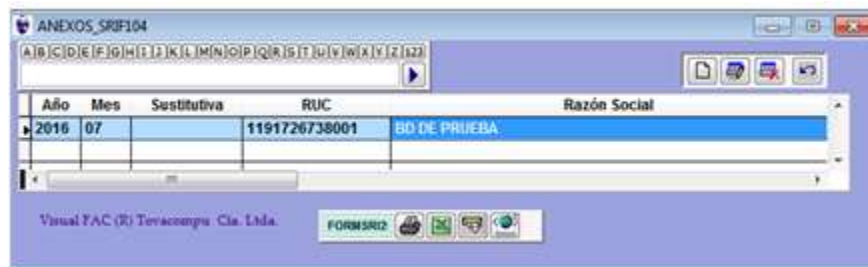 ANEXOS_SRIF104
A B C D E F G H I J K L M N O P Q R S T U V W X Y Z 123
Año Mes Sustitutiva RUC Razón Social
2016 07 1191726738001 BD DE PRUEBA
Visual FAC (R) Tovacompu Cia. Ltda. FORMSRI2